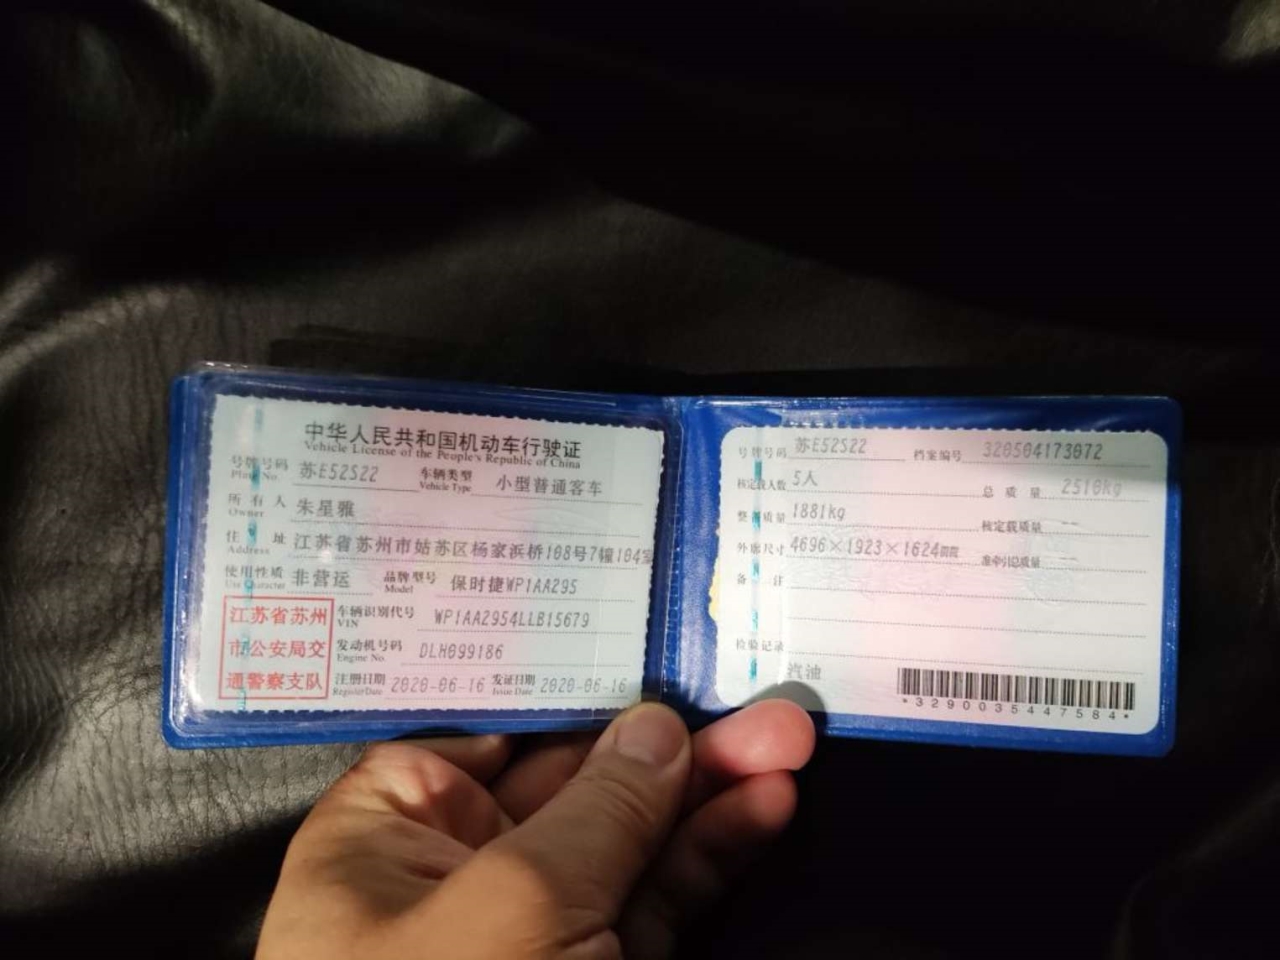 中华人民共和国机动车行驶证
Vehicle License of the People's Republic of China
号牌号码 苏E52S22 车辆类型 小型普通客车
Plate No. Vehicle Type
所有人 朱星雅
Owner
住址 江苏省苏州市姑苏区杨家浜桥108号7幢104室
Address
使用性质 非营运 品牌型号 保时捷WP1AA295
Use Character Model
江苏省苏州
市公安局交
通警察支队
车辆识别代号 WP1AA2954LLB15679
VIN
发动机号码 DLH099186
Engine No.
注册日期 2020-06-16 发证日期 2020-06-16
Register Date Issue Date
号牌号码 苏E52S22 档案编号 320504173072
核定载人数 5人 总质量 2510kg
整备质量 1881kg 核定载质量 --
外廓尺寸 4696×1923×1624mm 准牵引总质量 --
备注
检验记录
汽油
*3290035447584*